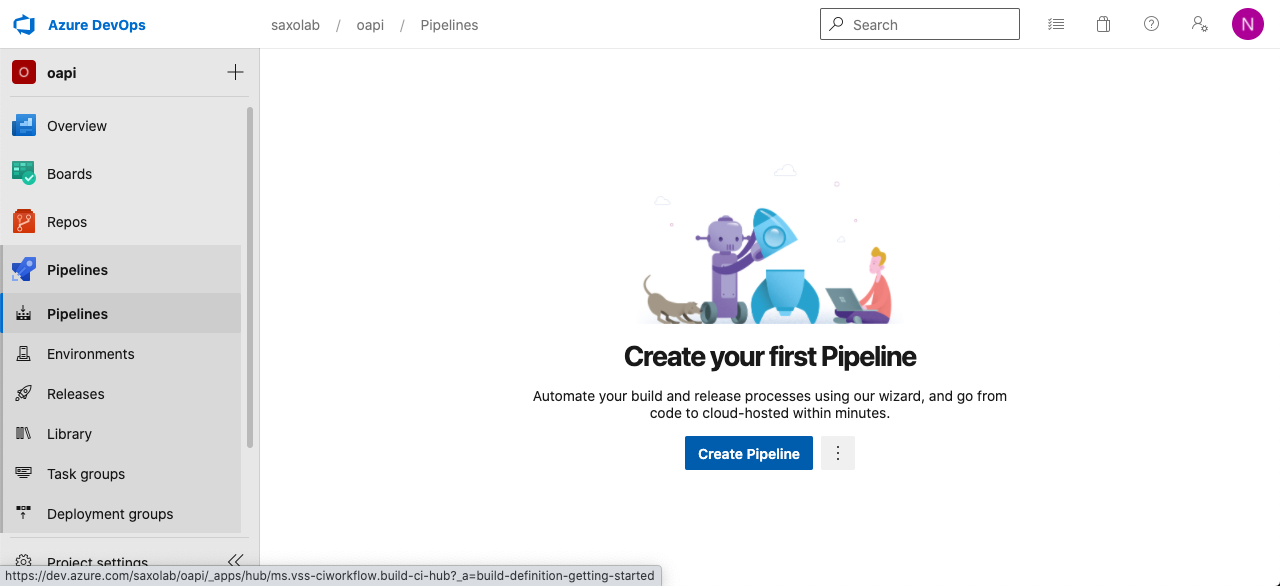 Azure DevOps
saxolab / oapi / Pipelines
Search
N
O oapi
Overview
Boards
Repos
Pipelines
Pipelines
Environments
Releases
Library
Task groups
Deployment groups
Project settings
Create your first Pipeline
Automate your build and release processes using our wizard, and go from
code to cloud-hosted within minutes.
Create Pipeline
https://dev.azure.com/saxolab/oapi/_apps/hub/ms.vss-ciworkflow.build-ci-hub?_a=build-definition-getting-started